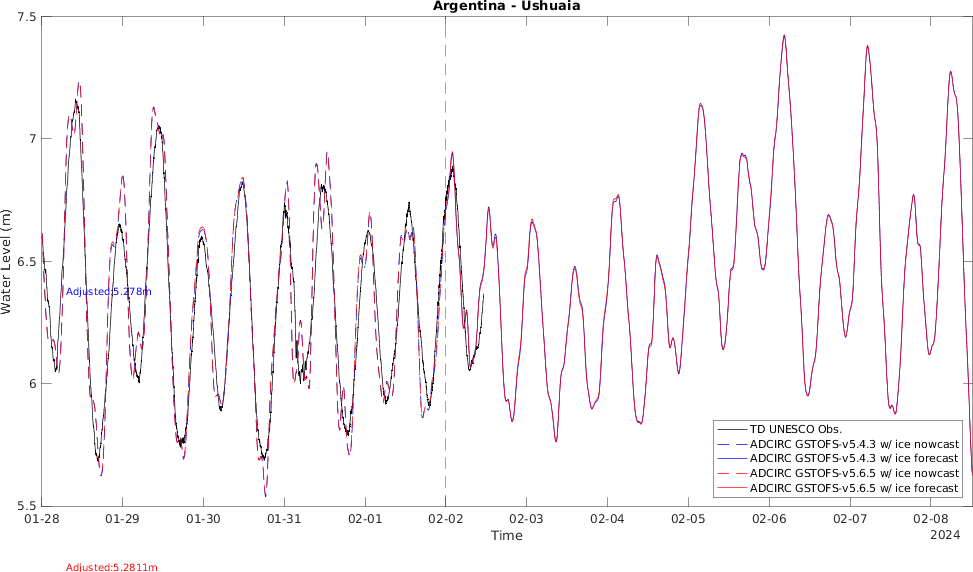 Argentina - Ushuaia
7.5
7
6.5
6
5.5
Water Level (m)
Adjusted:5.278m
TD UNESCO Obs.
ADCIRC GSTOFS-v5.4.3 w/ ice nowcast
ADCIRC GSTOFS-v5.4.3 w/ ice forecast
ADCIRC GSTOFS-v5.6.5 w/ ice nowcast
ADCIRC GSTOFS-v5.6.5 w/ ice forecast
01-28 01-29 01-30 01-31 02-01 02-02 02-03 02-04 02-05 02-06 02-07 02-08
2024
Time
Adjusted:5.2811m